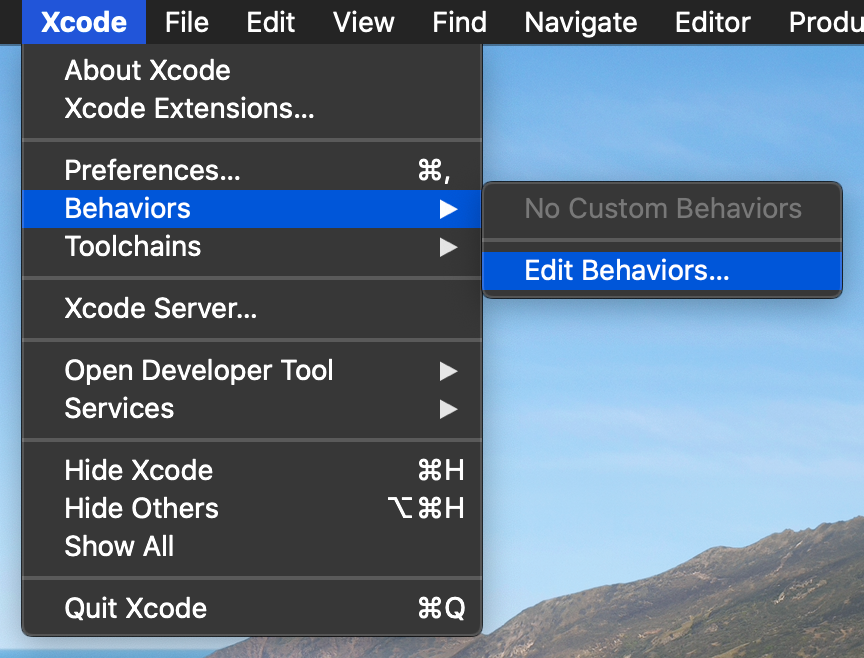 Xcode File Edit View Find Navigate Editor Produ
About Xcode
Xcode Extensions...
Preferences... ⌘,
Behaviors ▶
No Custom Behaviors
Toolchains ▶
Edit Behaviors...
Xcode Server...
Open Developer Tool ▶
Services ▶
Hide Xcode ⌘H
Hide Others ⌥⌘H
Show All
Quit Xcode ⌘Q